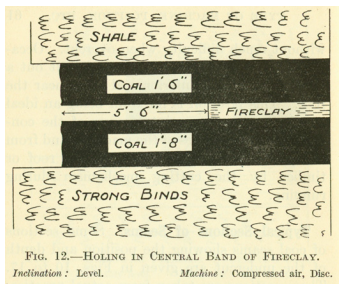 SHALE
COAL 1' 6"
5'-6" FIRECLAY
COAL 1'-8"
STRONG BINDS
FIG. 12.—HOLING IN CENTRAL BAND OF FIRECLAY.
Inclination: Level. Machine: Compressed air, Disc.